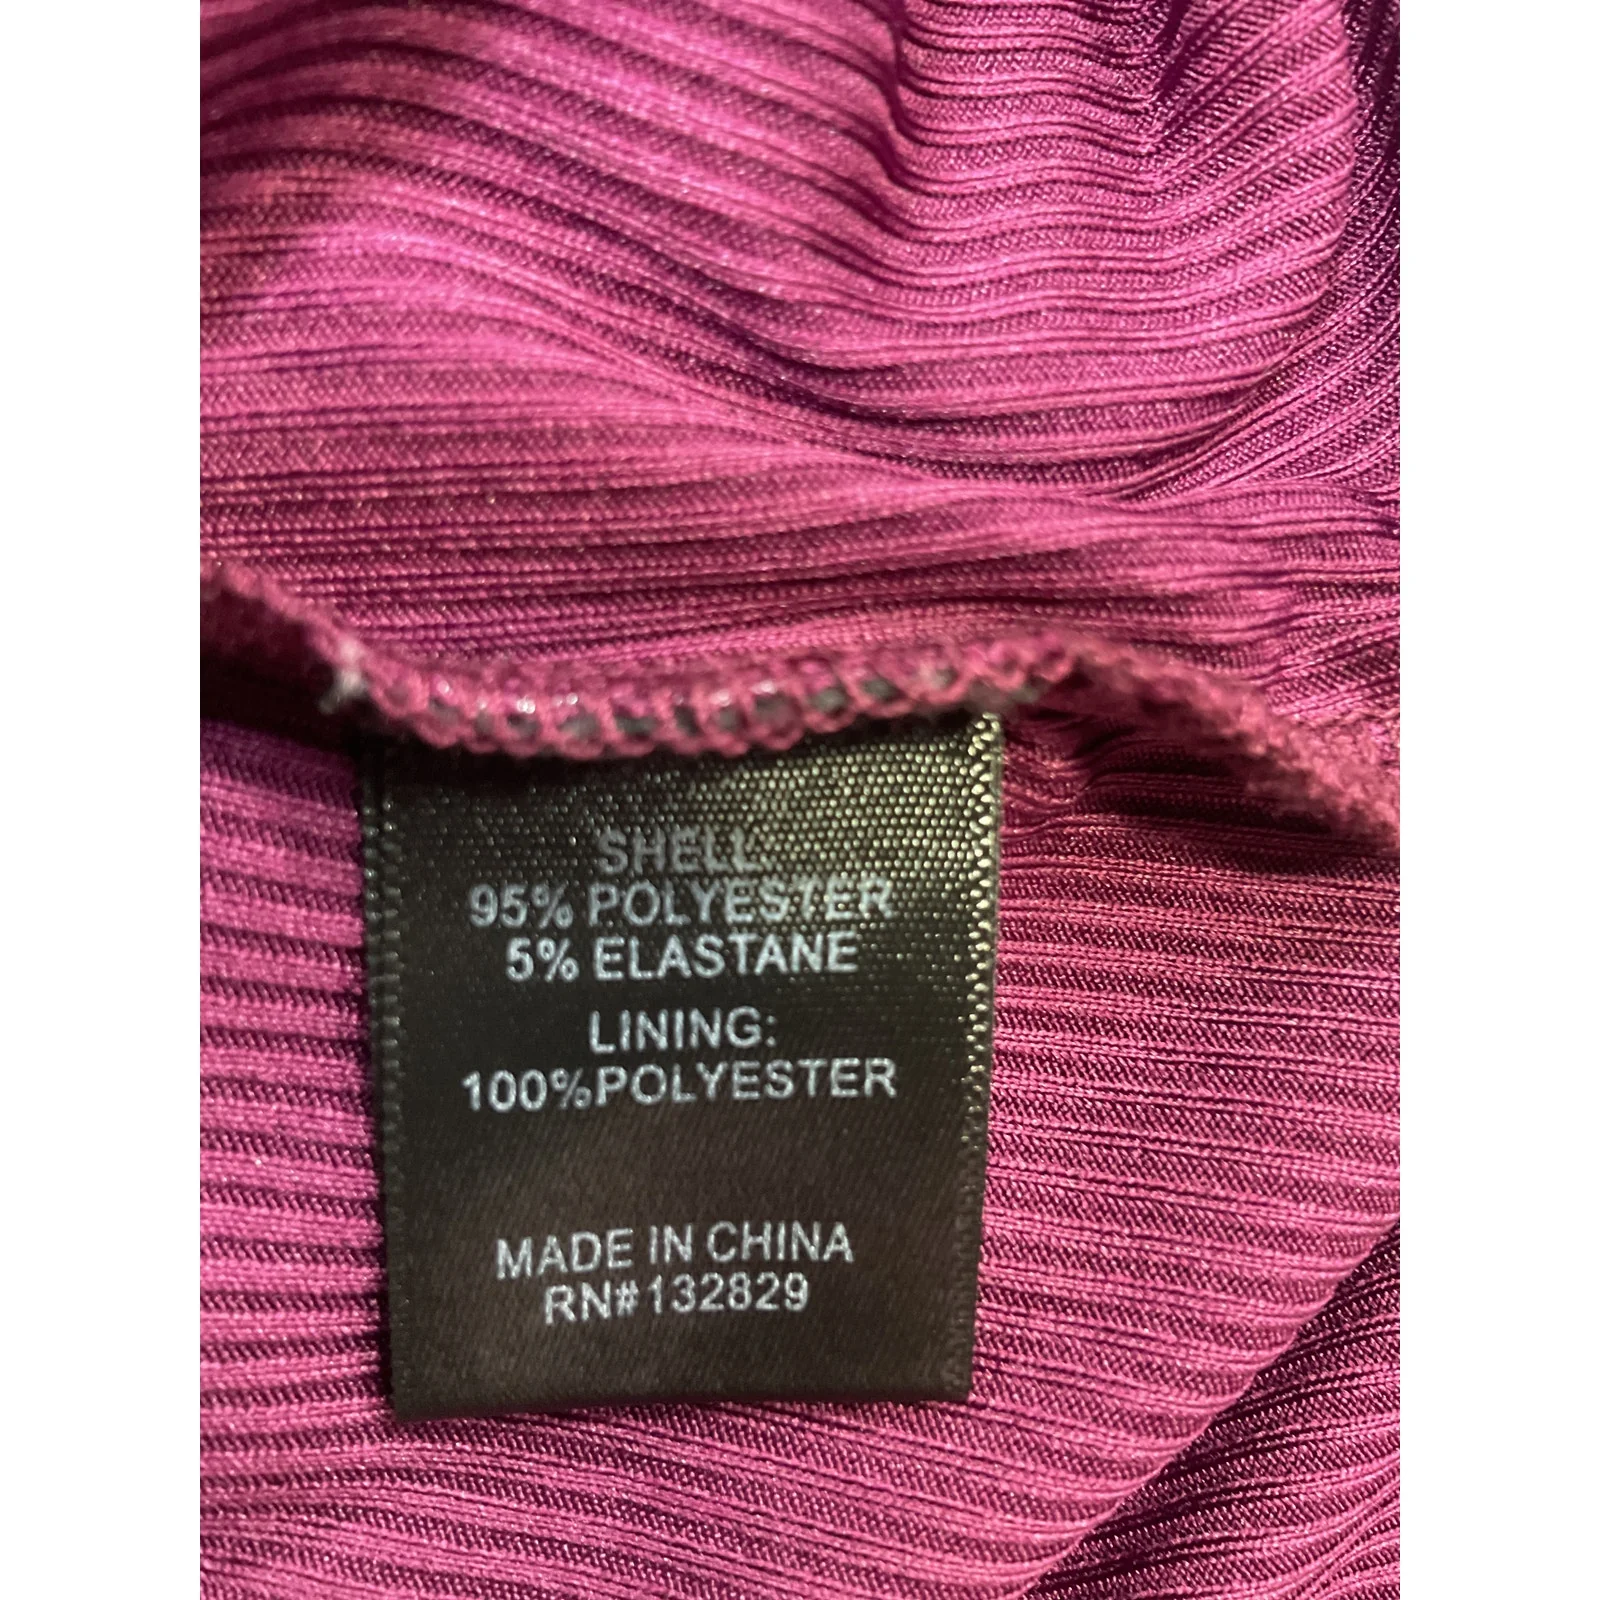 SHELL:
95% POLYESTER
5% ELASTANE
LINING:
100%POLYESTER
MADE IN CHINA
RN#132829